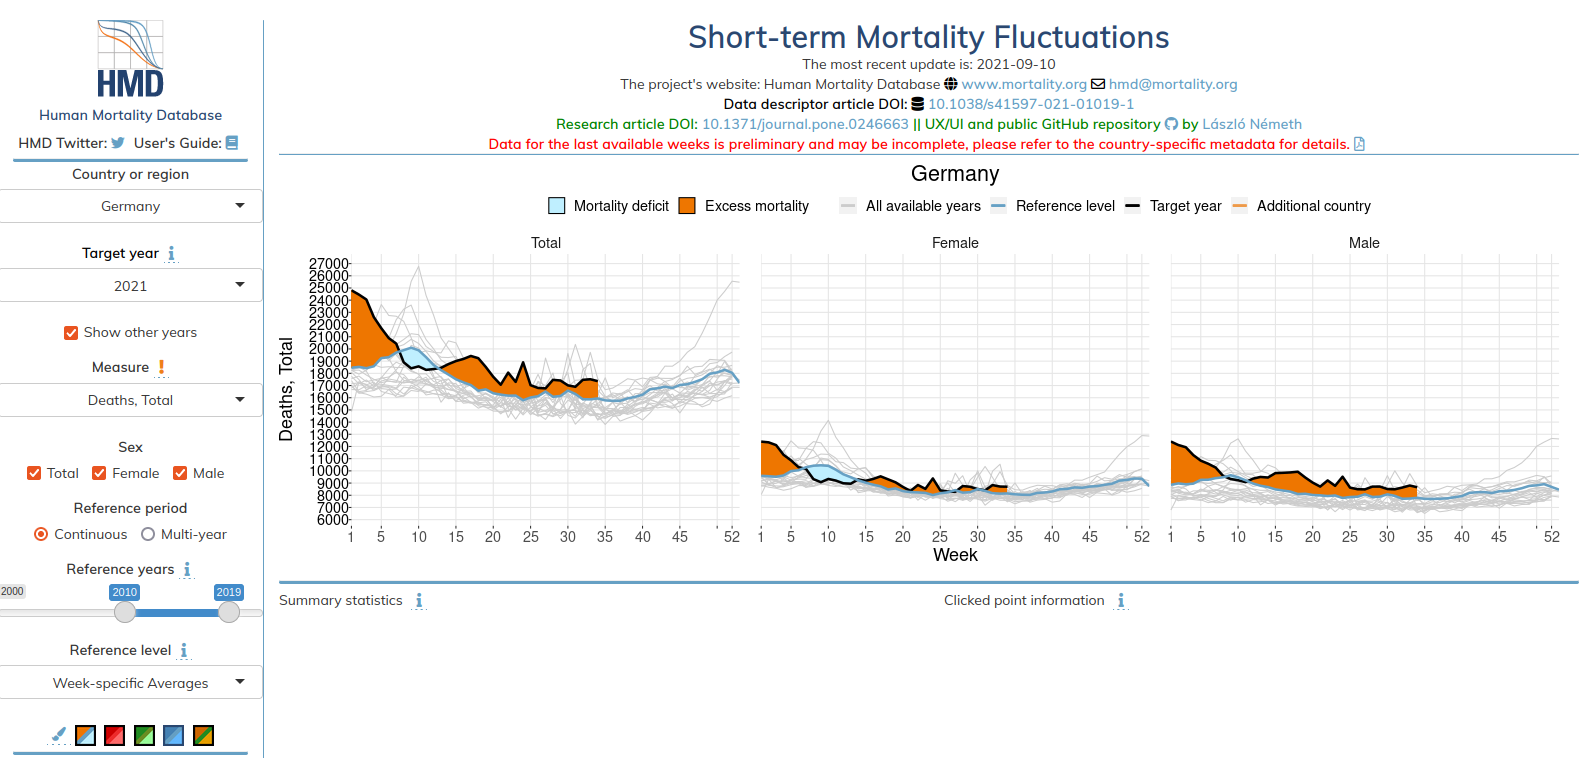 HMD
Human Mortality Database
HMD Twitter: User's Guide:
Country or region
Germany
Target year
2021
Show other years
Measure
Deaths, Total
Sex
Total Female Male
Reference period
Continuous Multi-year
Reference years
2000 2010 2019
Reference level
Week-specific Averages
Short-term Mortality Fluctuations
The most recent update is: 2021-09-10
The project's website: Human Mortality Database www.mortality.org hmd@mortality.org
Data descriptor article DOI: 10.1038/s41597-021-01019-1
Research article DOI: 10.1371/journal.pone.0246663 || UX/UI and public GitHub repository by László Németh
Data for the last available weeks is preliminary and may be incomplete, please refer to the country-specific metadata for details.
Germany
Mortality deficit Excess mortality All available years Reference level Target year Additional country
Total Female Male
Deaths, Total
27000
26000
25000
24000
23000
22000
21000
20000
19000
18000
17000
16000
15000
14000
13000
12000
11000
10000
9000
8000
7000
6000
1 5 10 15 20 25 30 35 40 45 52 1 5 10 15 20 25 30 35 40 45 52 1 5 10 15 20 25 30 35 40 45 52
Week
Summary statistics Clicked point information